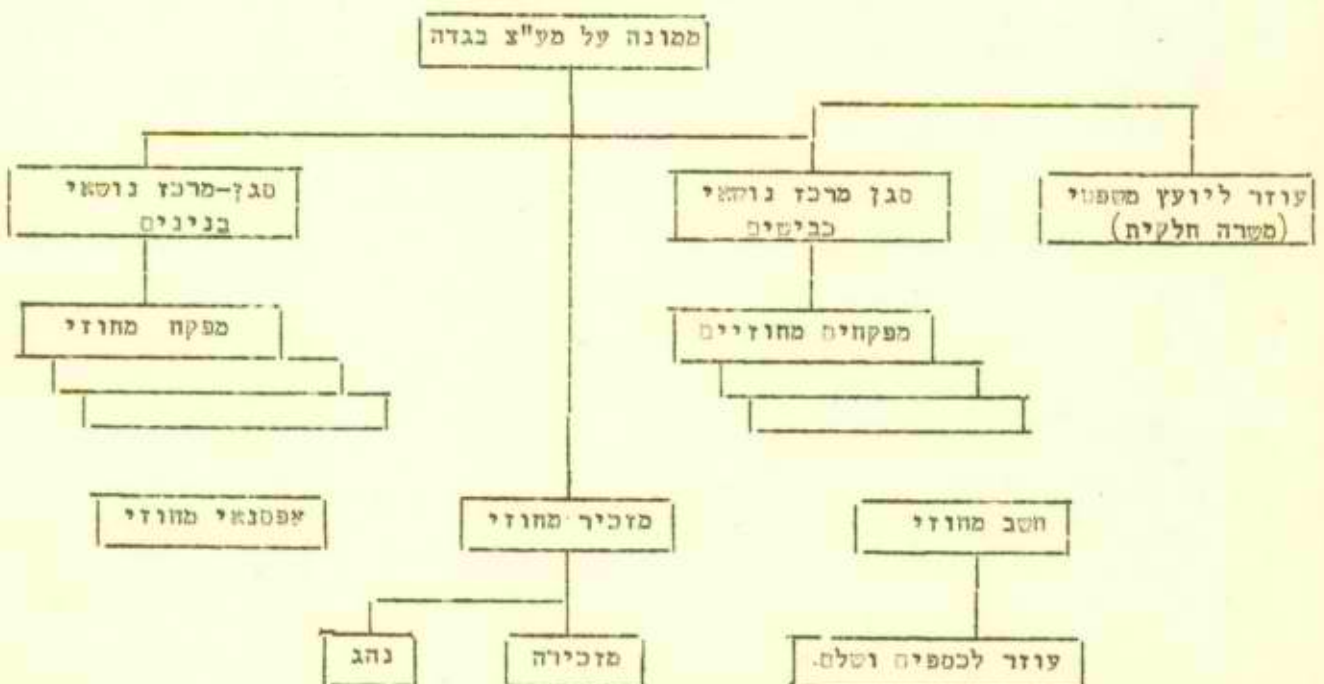 ממונה על מע"צ בגדה
עוזר ליועץ משפטי
(משרה חלקית)
סגן מרכז נושאי
כבישים
סגן-מרכז נושאי
בנינים
מפקחים מחוזיים
מפקח מחוזי
חשב מחוזי
מזכיר מחוזי
אפסנאי מחוזי
עוזר לכספים ושלם.
מזכירה
נהג